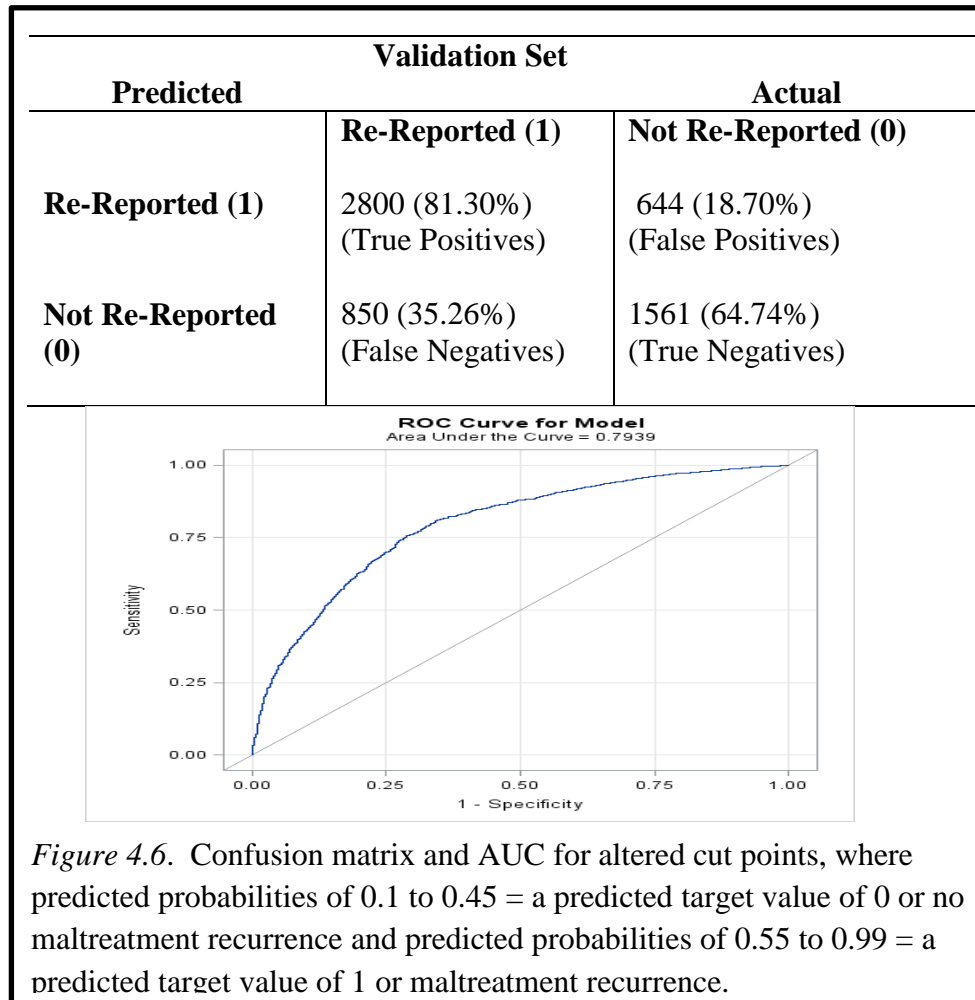 Validation Set
Predicted Actual
Re-Reported (1) Not Re-Reported (0)
Re-Reported (1) 2800 (81.30%) 644 (18.70%)
(True Positives) (False Positives)
Not Re-Reported 850 (35.26%) 1561 (64.74%)
(0) (False Negatives) (True Negatives)
ROC Curve for Model
Area Under the Curve = 0.7939
1.00
0.75
0.50
0.25
0.00
Sensitivity
0.00 0.25 0.50 0.75 1.00
1 - Specificity
Figure 4.6. Confusion matrix and AUC for altered cut points, where
predicted probabilities of 0.1 to 0.45 = a predicted target value of 0 or no
maltreatment recurrence and predicted probabilities of 0.55 to 0.99 = a
predicted target value of 1 or maltreatment recurrence.